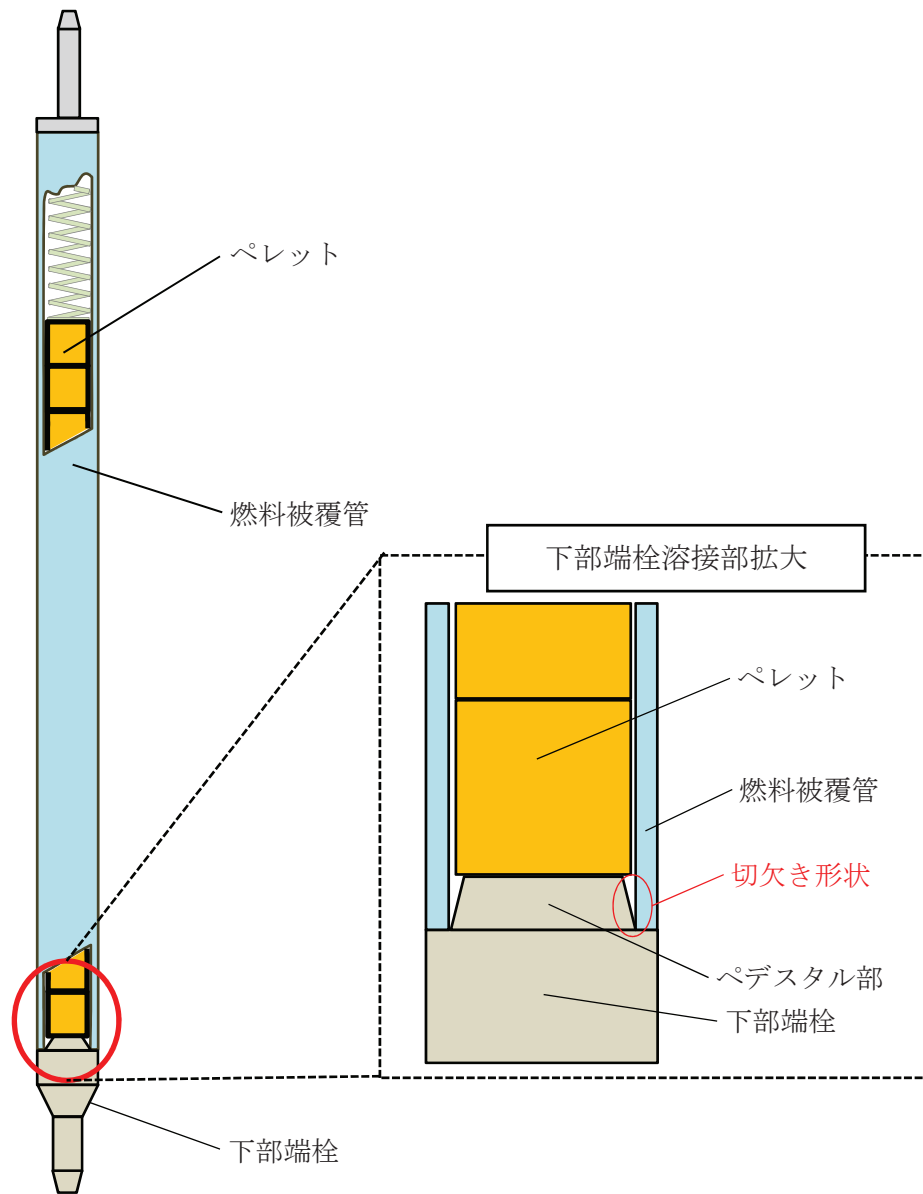 ペレット
燃料被覆管
下部端栓溶接部拡大
ペレット
燃料被覆管
切欠き形状
ペデスタル部
下部端栓
下部端栓